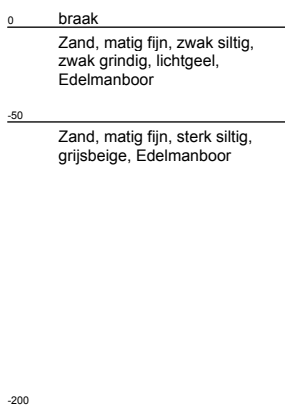 0 braak
Zand, matig fijn, zwak siltig,
zwak grindig, lichtgeel,
Edelmanboor
-50
Zand, matig fijn, sterk siltig,
grijsbeige, Edelmanboor
-200